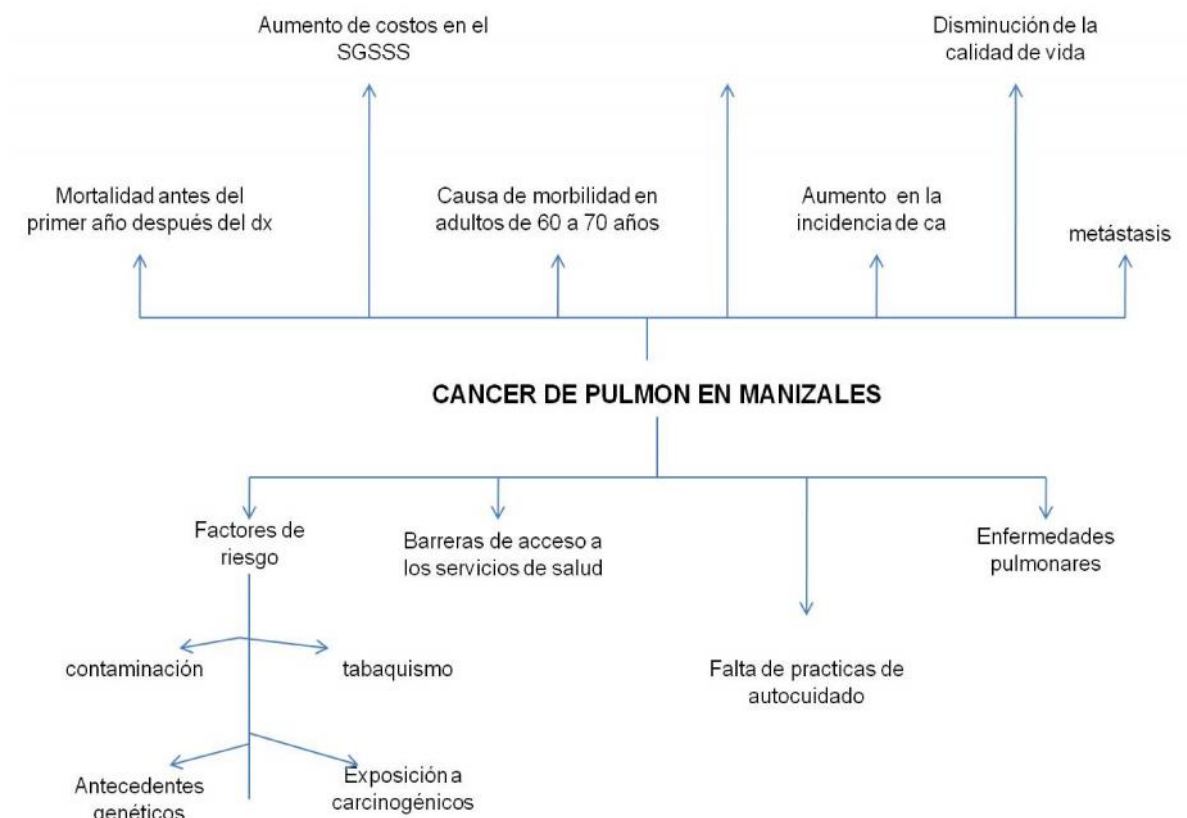 Aumento de costos en el
SGSSS
Disminución de la
calidad de vida
Mortalidad antes del
primer año después del dx
Causa de morbilidad en
adultos de 60 a 70 años
Aumento en la
incidencia de ca
metástasis
CANCER DE PULMON EN MANIZALES
Factores de
riesgo
Barreras de acceso a
los servicios de salud
Enfermedades
pulmonares
contaminación
tabaquismo
Falta de practicas de
autocuidado
Antecedentes
genéticos
Exposición a
carcinogénicos